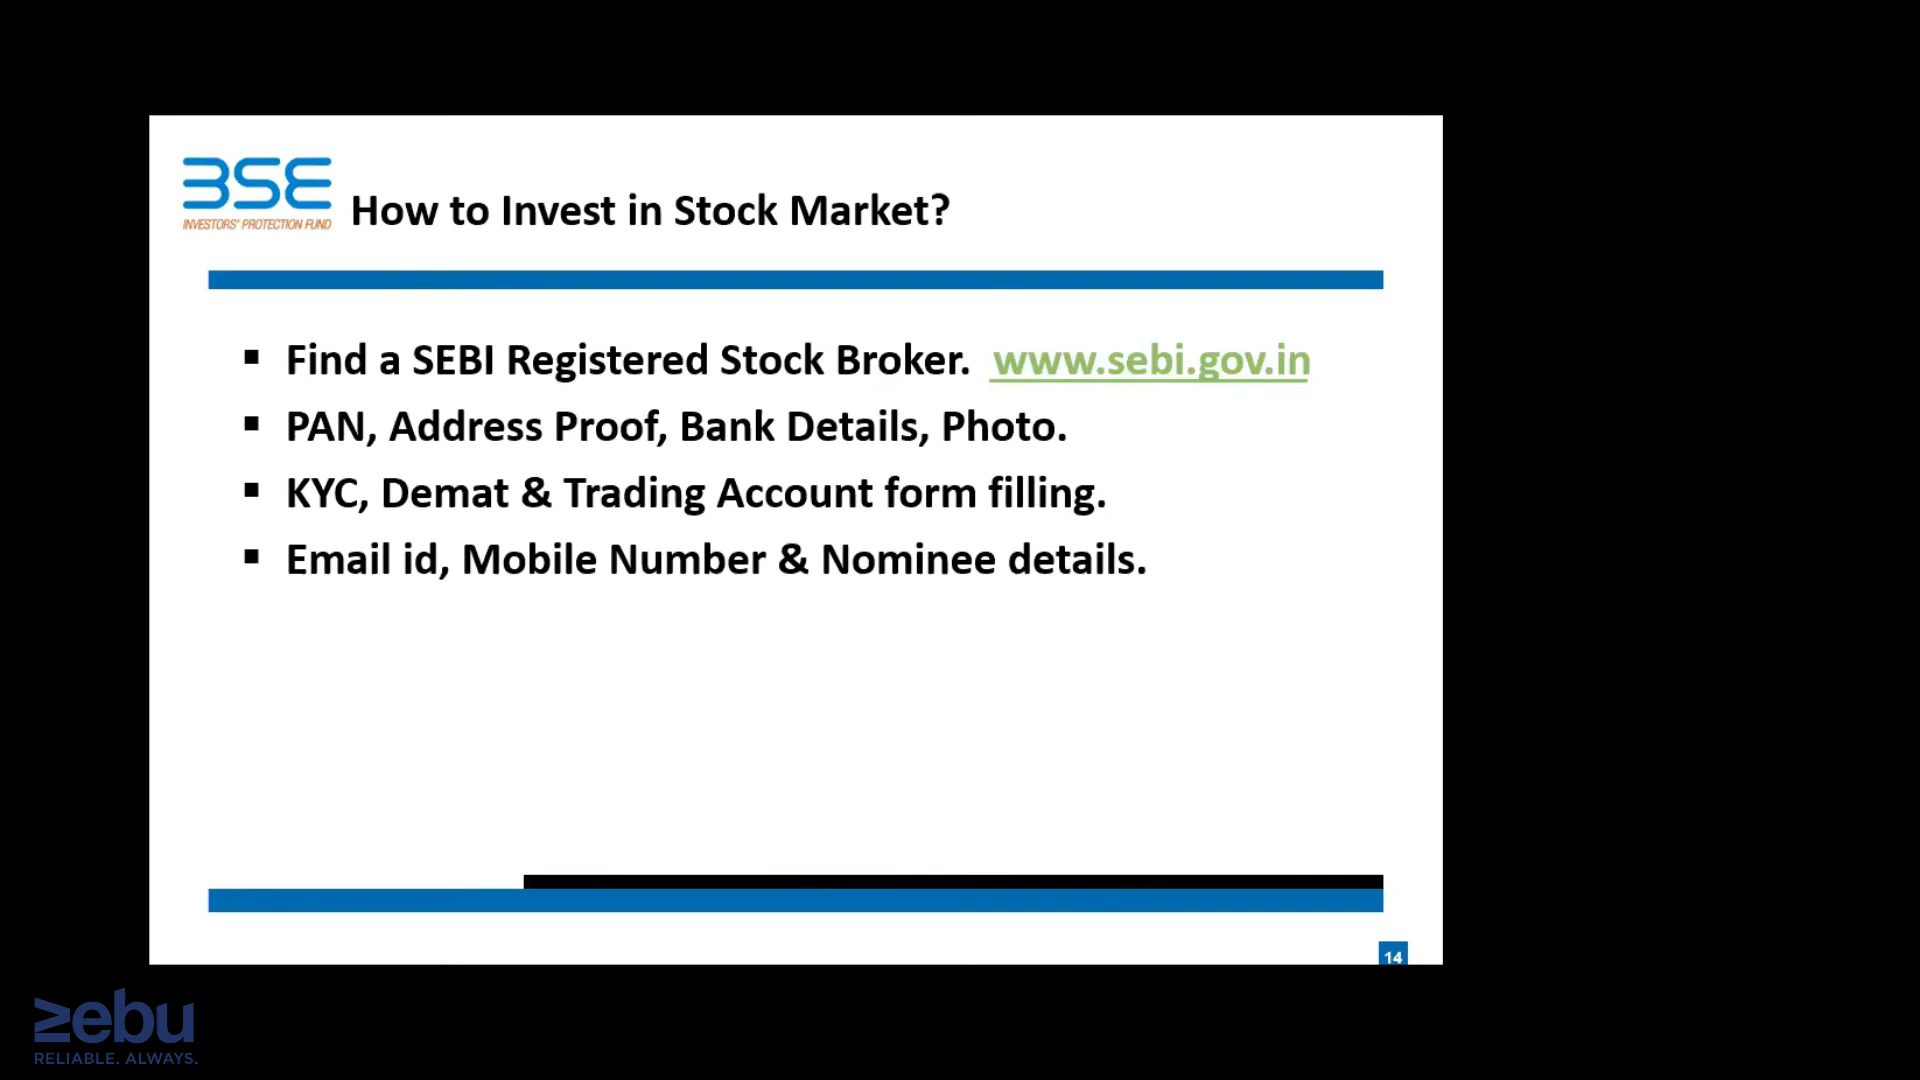 BSE
INVESTORS' PROTECTION FUND
How to Invest in Stock Market?
▪ Find a SEBI Registered Stock Broker. www.sebi.gov.in
▪ PAN, Address Proof, Bank Details, Photo.
▪ KYC, Demat & Trading Account form filling.
▪ Email id, Mobile Number & Nominee details.
14
zebu
RELIABLE. ALWAYS.